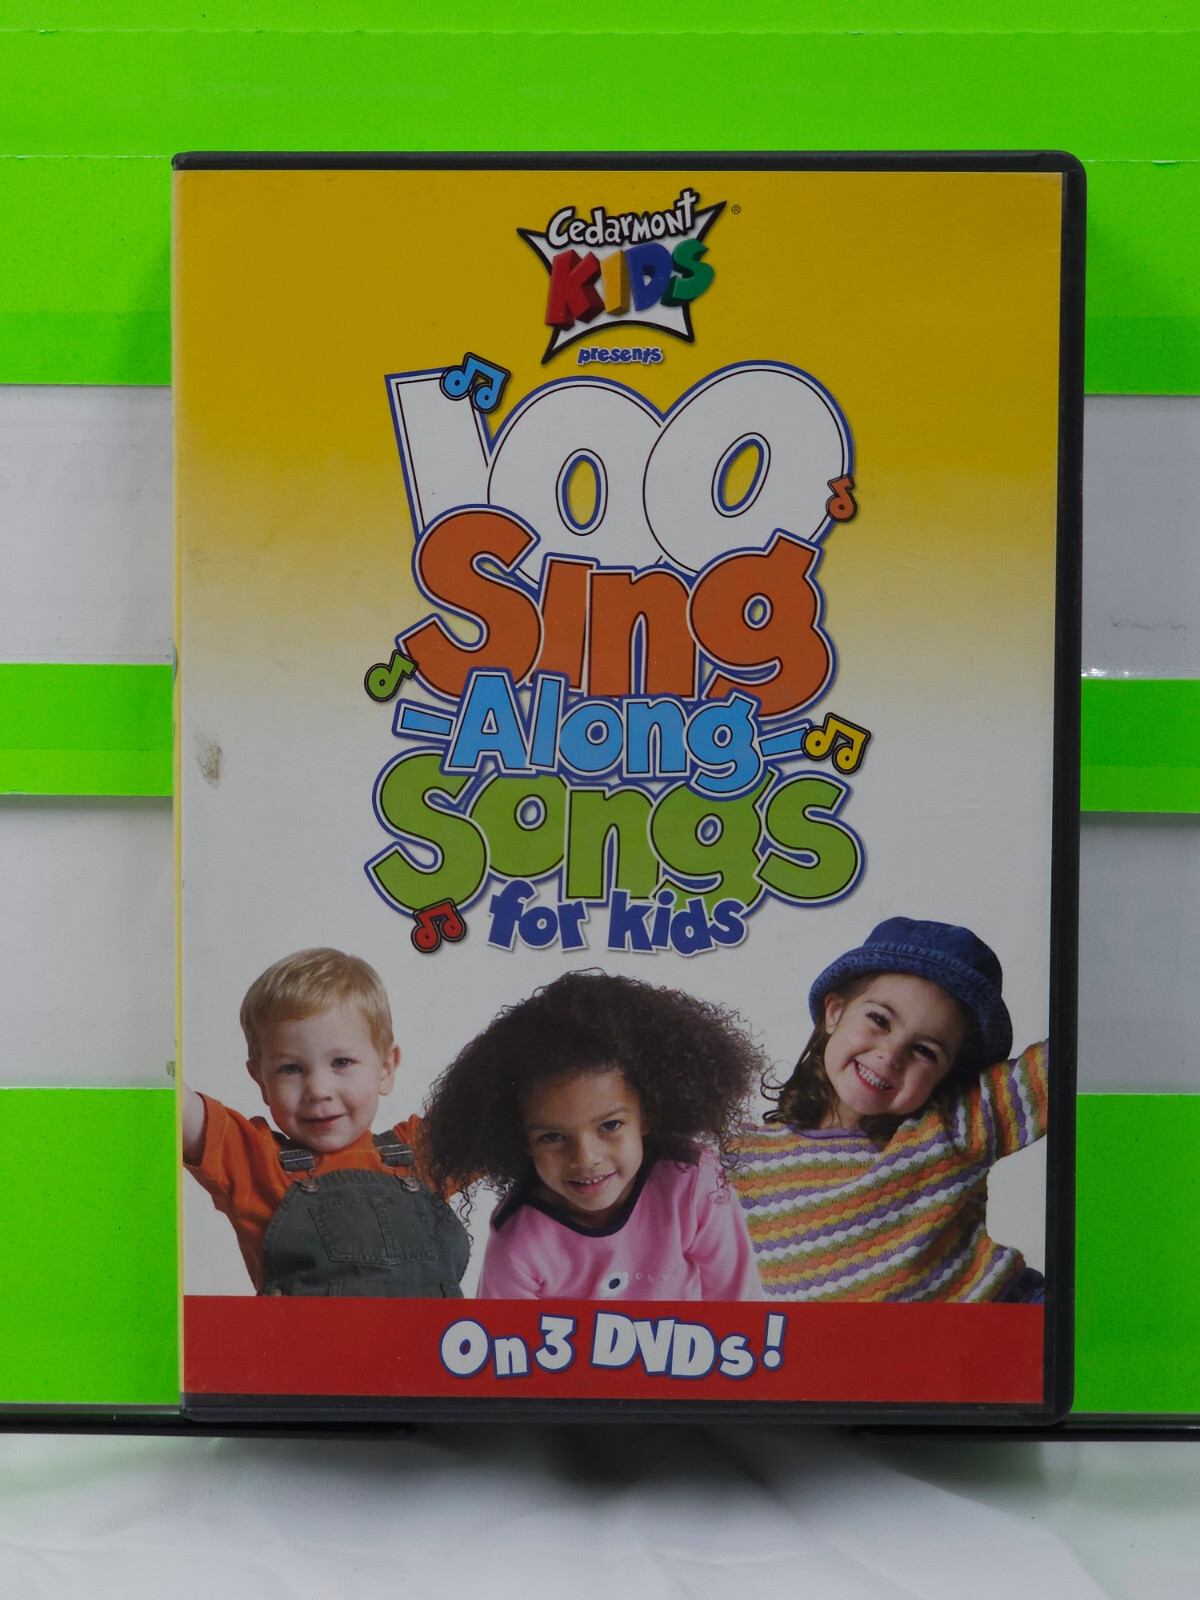 Cedarmont
KIDS®
presents
100
Sing
-Along-
Songs
for kids
On 3 DVDs!